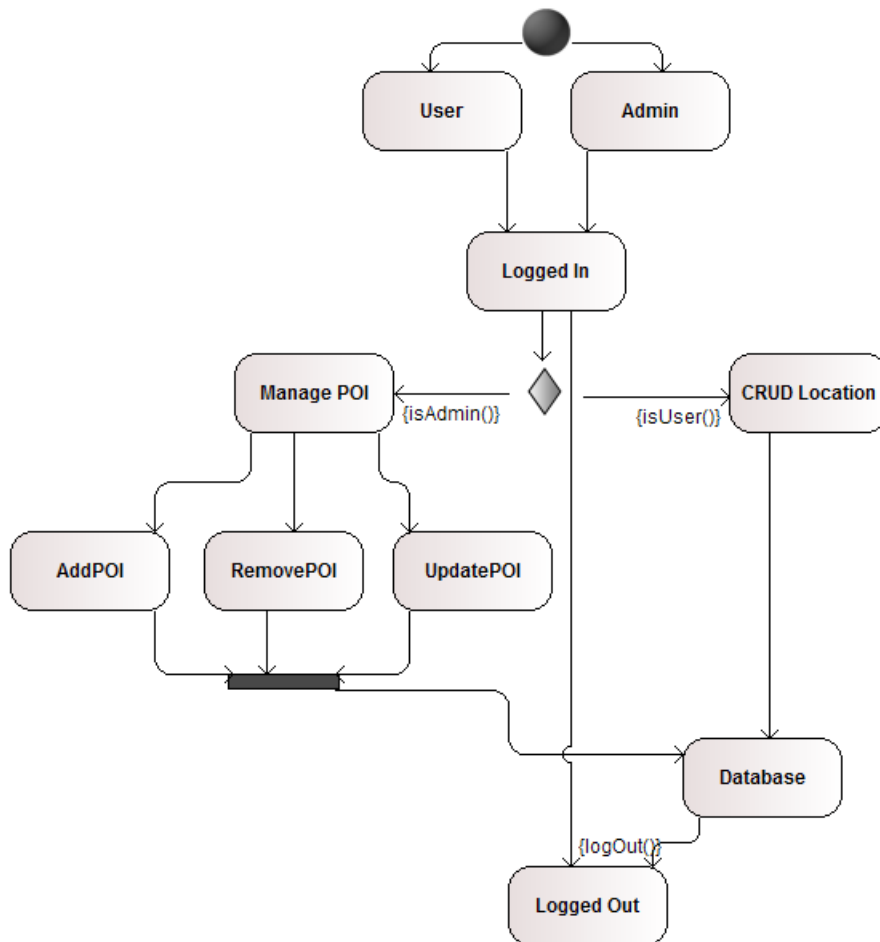 User
Admin
Logged In
Manage POI
{isAdmin()}
{isUser()}
CRUD Location
AddPOI
RemovePOI
UpdatePOI
Database
{logOut()}
Logged Out